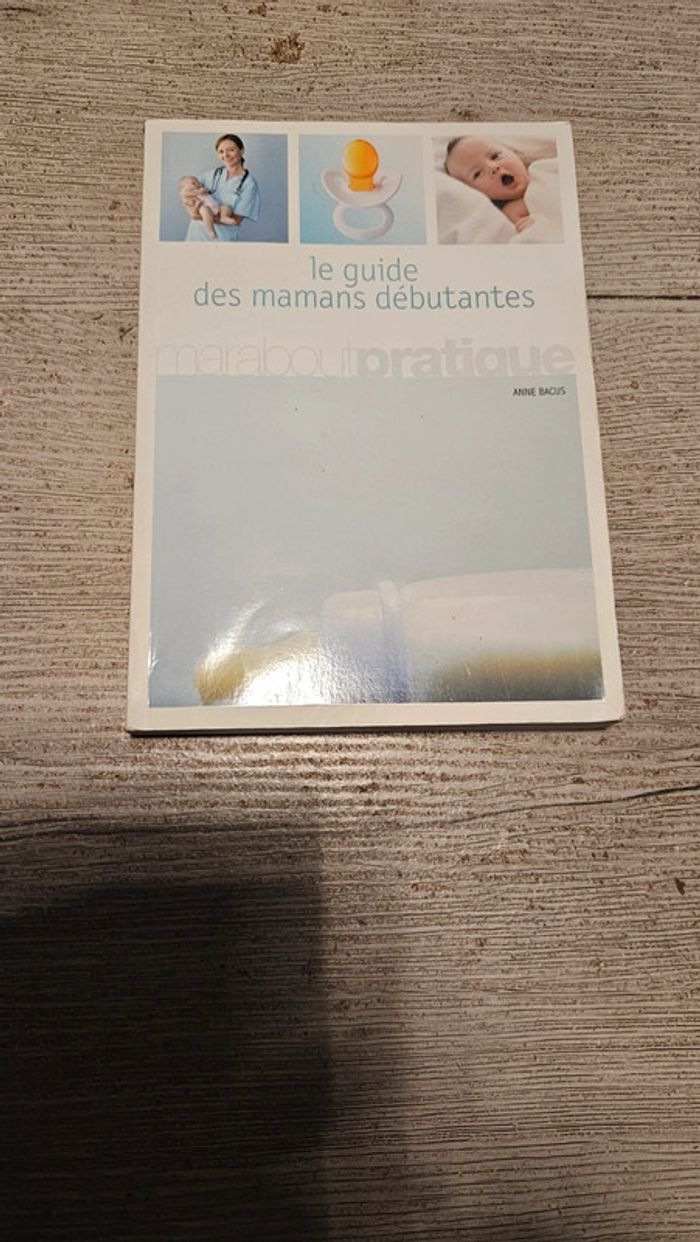 le guide
des mamans débutantes
maraboutpratique
ANNE BACUS